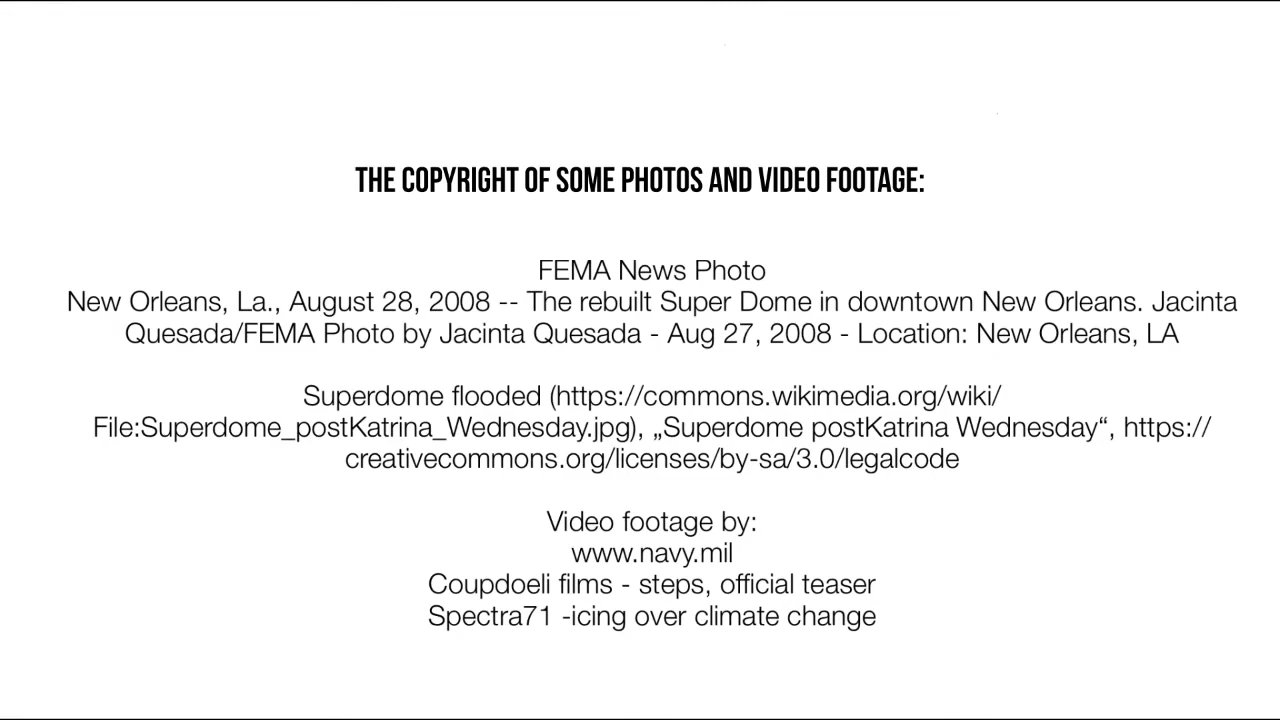 THE COPYRIGHT OF SOME PHOTOS AND VIDEO FOOTAGE:
FEMA News Photo
New Orleans, La., August 28, 2008 -- The rebuilt Super Dome in downtown New Orleans. Jacinta
Quesada/FEMA Photo by Jacinta Quesada - Aug 27, 2008 - Location: New Orleans, LA
Superdome flooded (https://commons.wikimedia.org/wiki/
File:Superdome_postKatrina_Wednesday.jpg), „Superdome postKatrina Wednesday“, https://
creativecommons.org/licenses/by-sa/3.0/legalcode
Video footage by:
www.navy.mil
Coupdoeli films - steps, official teaser
Spectra71 -icing over climate change